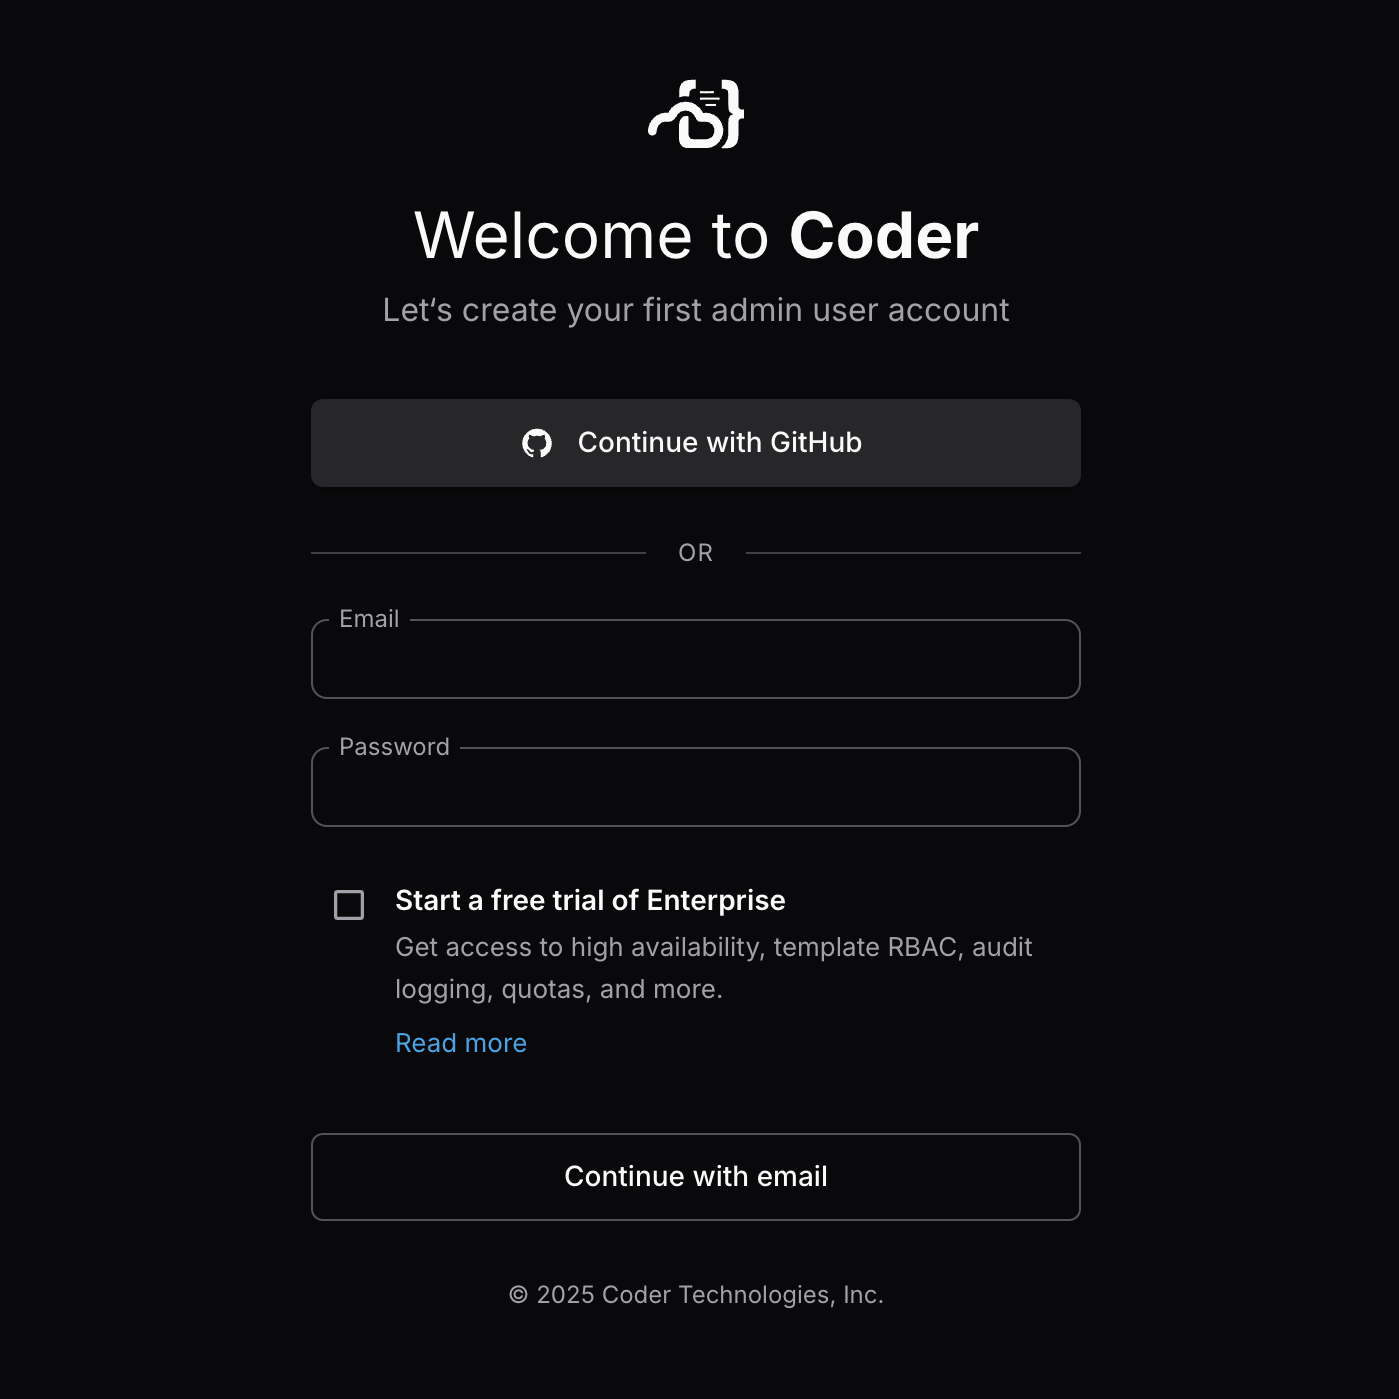 Welcome to Coder
Let‘s create your first admin user account
Continue with GitHub
OR
Email
Password
Start a free trial of Enterprise
Get access to high availability, template RBAC, audit
logging, quotas, and more.
Read more
Continue with email
© 2025 Coder Technologies, Inc.